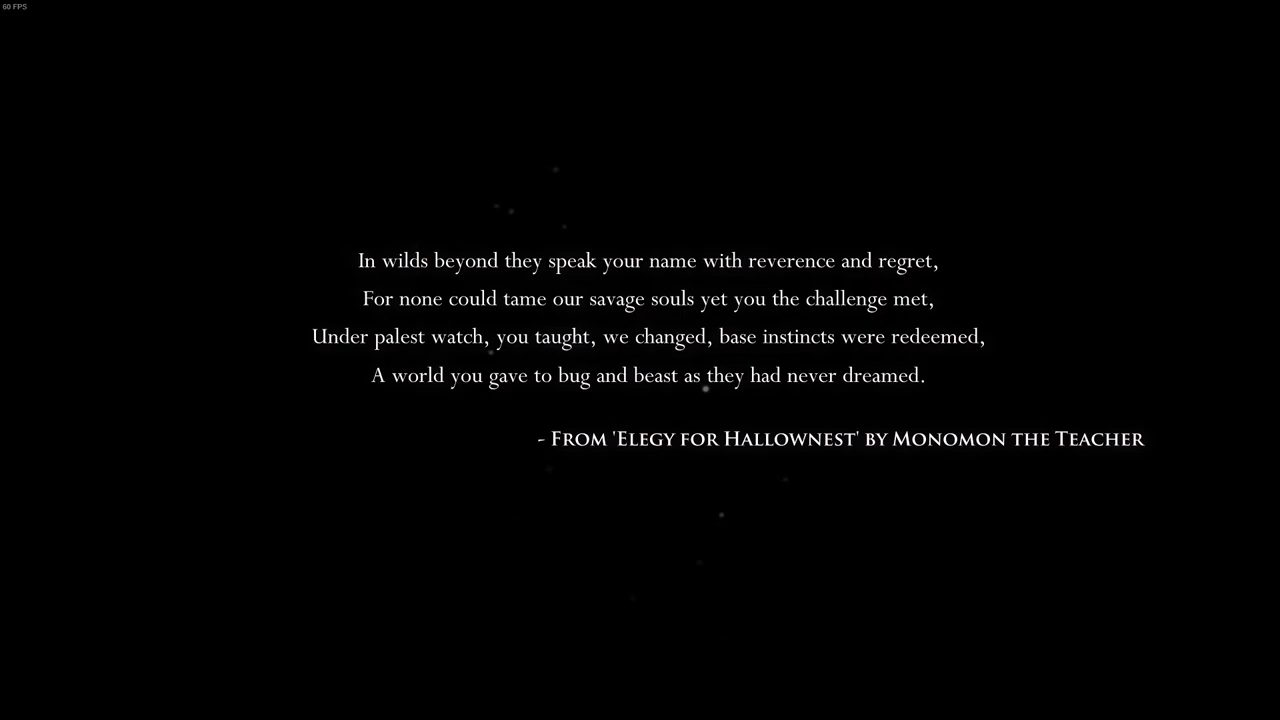 60 FPS
In wilds beyond they speak your name with reverence and regret,
For none could tame our savage souls yet you the challenge met,
Under palest watch, you taught, we changed, base instincts were redeemed,
A world you gave to bug and beast as they had never dreamed.
- From 'Elegy for Hallownest' by Monomon the Teacher